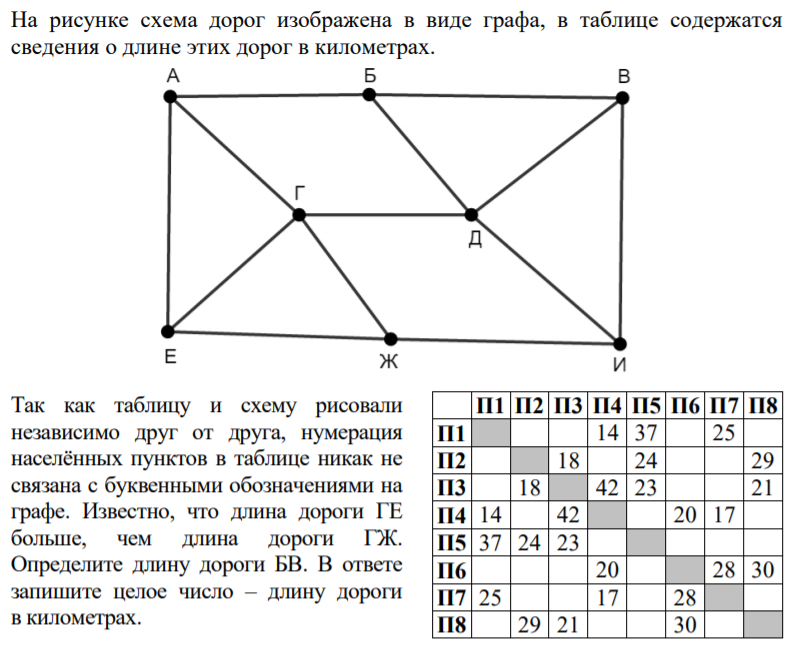 На рисунке схема дорог изображена в виде графа, в таблице содержатся
сведения о длине этих дорог в километрах.
А Б В
Г
Д
Е Ж И
Так как таблицу и схему рисовали
независимо друг от друга, нумерация
населённых пунктов в таблице никак не
связана с буквенными обозначениями на
графе. Известно, что длина дороги ГЕ
больше, чем длина дороги ГЖ.
Определите длину дороги БВ. В ответе
запишите целое число – длину дороги
в километрах.
П1 П2 П3 П4 П5 П6 П7 П8
П1 14 37 25
П2 18 24 29
П3 18 42 23 21
П4 14 42 20 17
П5 37 24 23
П6 20 28 30
П7 25 17 28
П8 29 21 30